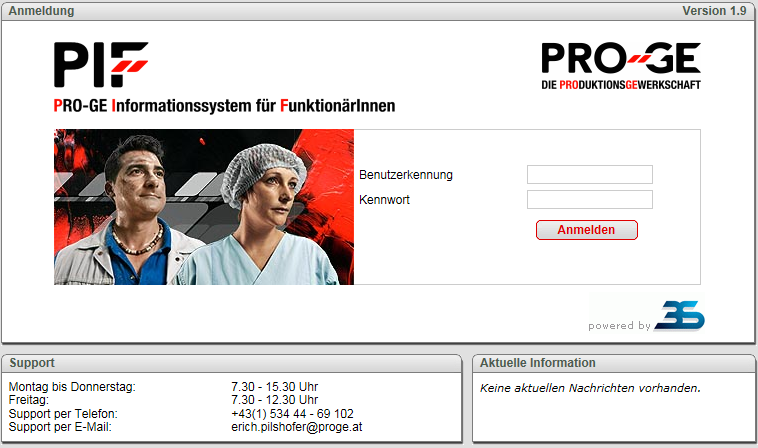 Anmeldung Version 1.9
PIF
PRO-GE
DIE PRODUKTIONSGEWERKSCHAFT
PRO-GE Informationssystem für FunktionärInnen
Benutzerkennung
Kennwort
Anmelden
powered by 3S
Support
Montag bis Donnerstag: 7.30 - 15.30 Uhr
Freitag: 7.30 - 12.30 Uhr
Support per Telefon: +43(1) 534 44 - 69 102
Support per E-Mail: erich.pilshofer@proge.at
Aktuelle Information
Keine aktuellen Nachrichten vorhanden.